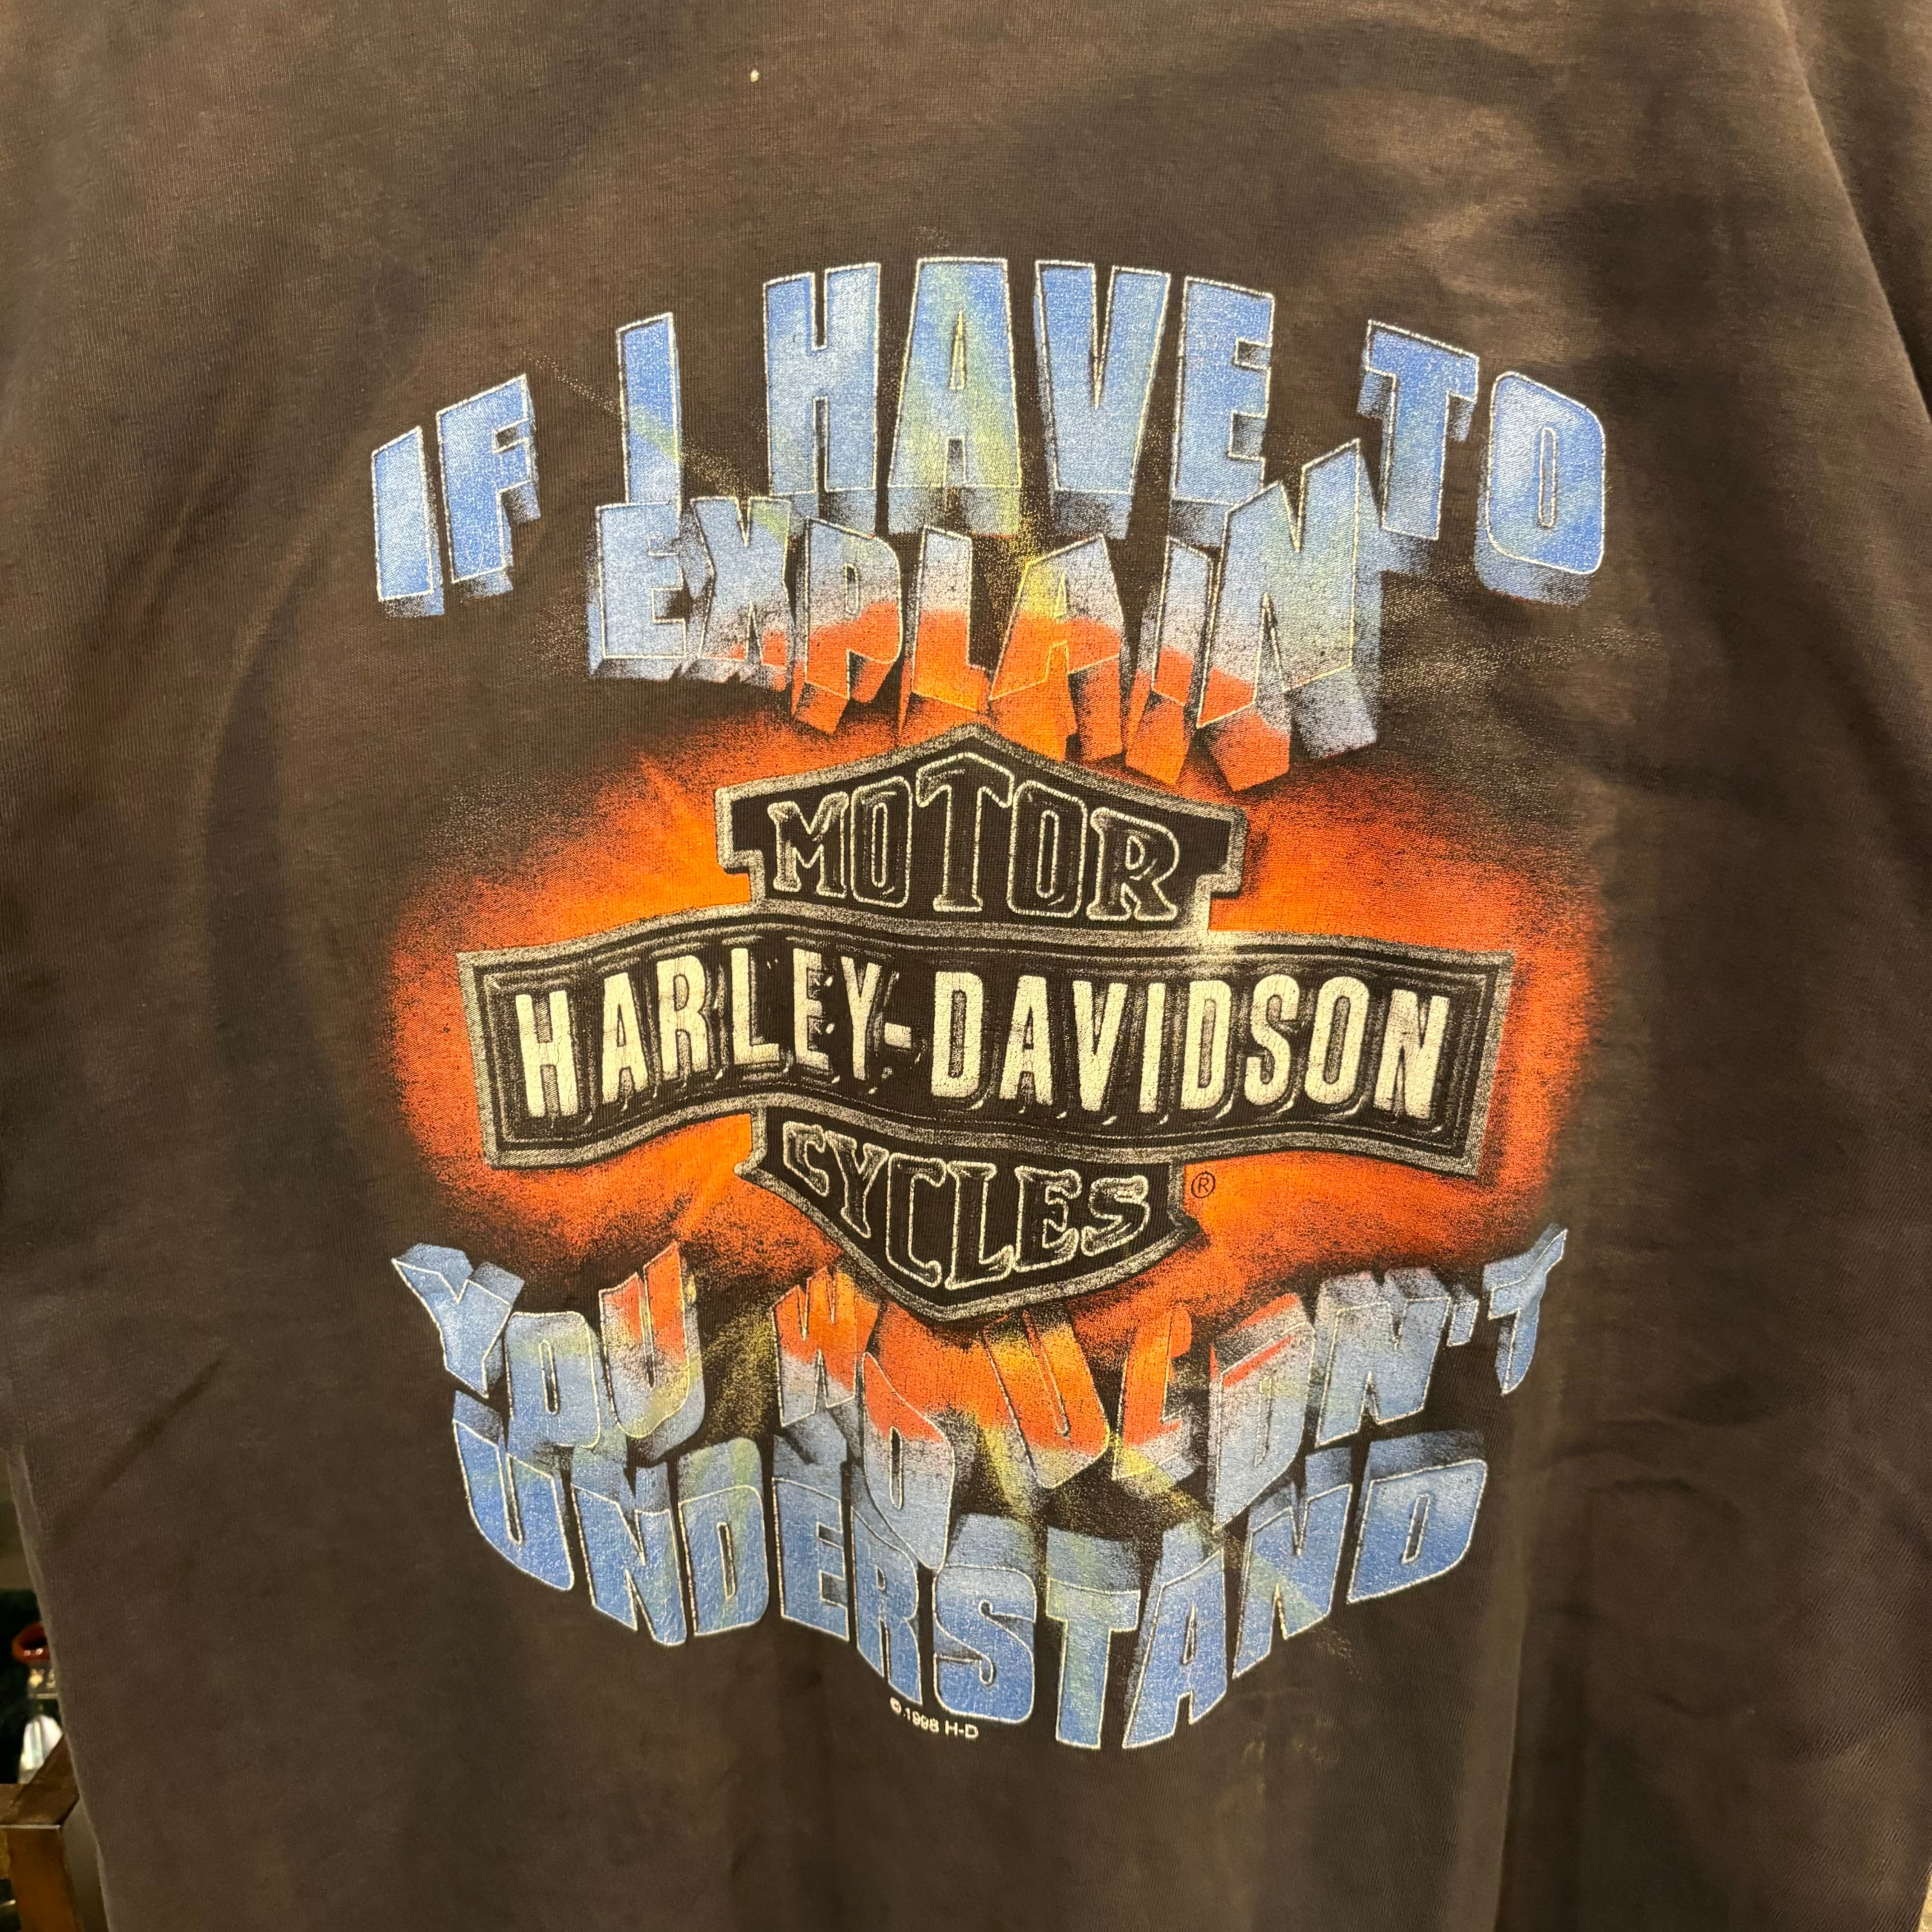 IF I HAVE TO
EXPLAIN
MOTOR
HARLEY-DAVIDSON
CYCLES
®
YOU WOULDN'T
UNDERSTAND
© 1998 H-D